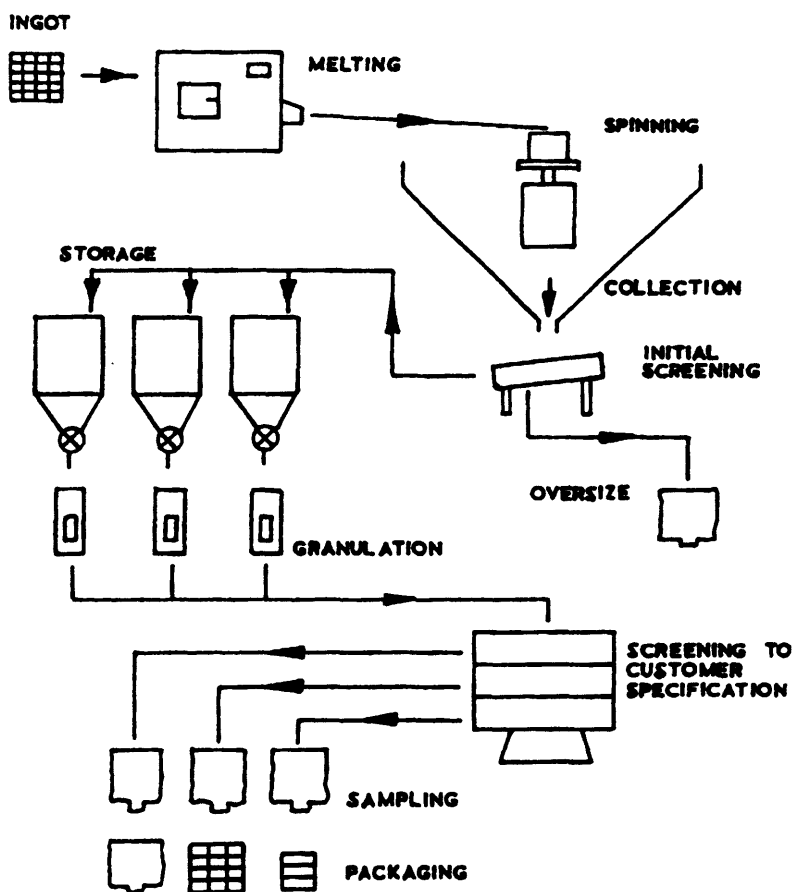 INGOT
MELTING
SPINNING
STORAGE
COLLECTION
INITIAL
SCREENING
OVERSIZE
GRANULATION
SCREENING TO
CUSTOMER
SPECIFICATION
SAMPLING
PACKAGING